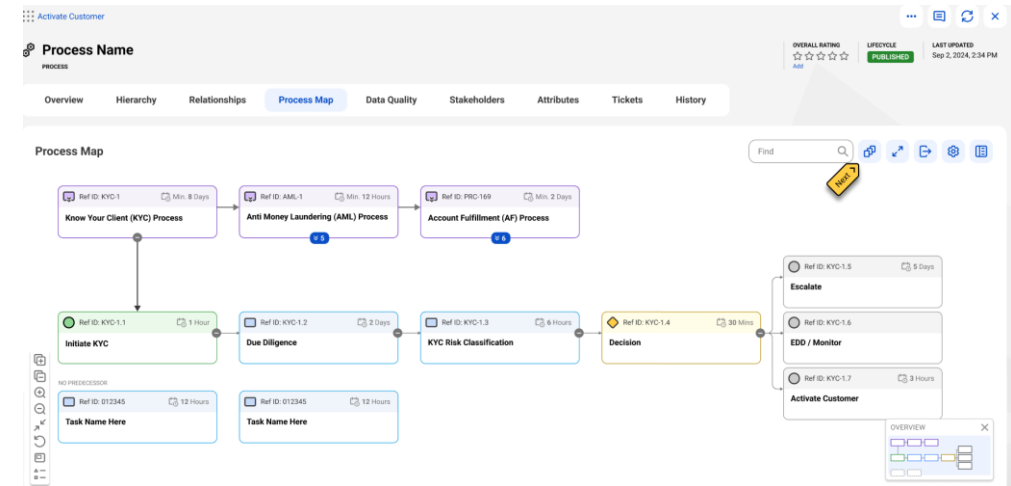 Activate Customer
Process Name
PROCESS
OVERALL RATING
Add
LIFECYCLE
PUBLISHED
LAST UPDATED
Sep 2, 2024, 2:34 PM
Overview
Hierarchy
Relationships
Process Map
Data Quality
Stakeholders
Attributes
Tickets
History
Process Map
Find
Next
Ref ID: KYC-1
Min. 8 Days
Know Your Client (KYC) Process
Ref ID: AML-1
Min. 12 Hours
Anti Money Laundering (AML) Process
5
Ref ID: PRC-169
Min. 2 Days
Account Fulfillment (AF) Process
6
Ref ID: KYC-1.1
1 Hour
Initiate KYC
Ref ID: KYC-1.2
2 Days
Due Diligence
Ref ID: KYC-1.3
6 Hours
KYC Risk Classification
Ref ID: KYC-1.4
30 Mins
Decision
Ref ID: KYC-1.5
5 Days
Escalate
Ref ID: KYC-1.6
EDD / Monitor
Ref ID: KYC-1.7
3 Hours
Activate Customer
NO PREDECESSOR
Ref ID: 012345
12 Hours
Task Name Here
Ref ID: 012345
12 Hours
Task Name Here
OVERVIEW